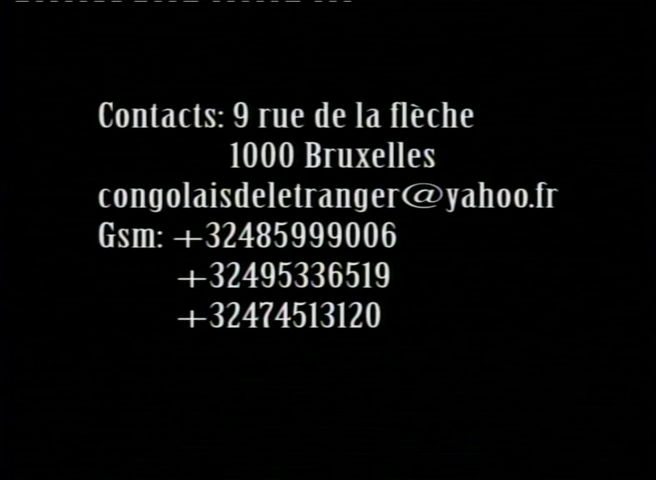 Contacts: 9 rue de la flèche
1000 Bruxelles
congolaisdeletranger@yahoo.fr
Gsm: +32485999006
+32495336519
+32474513120